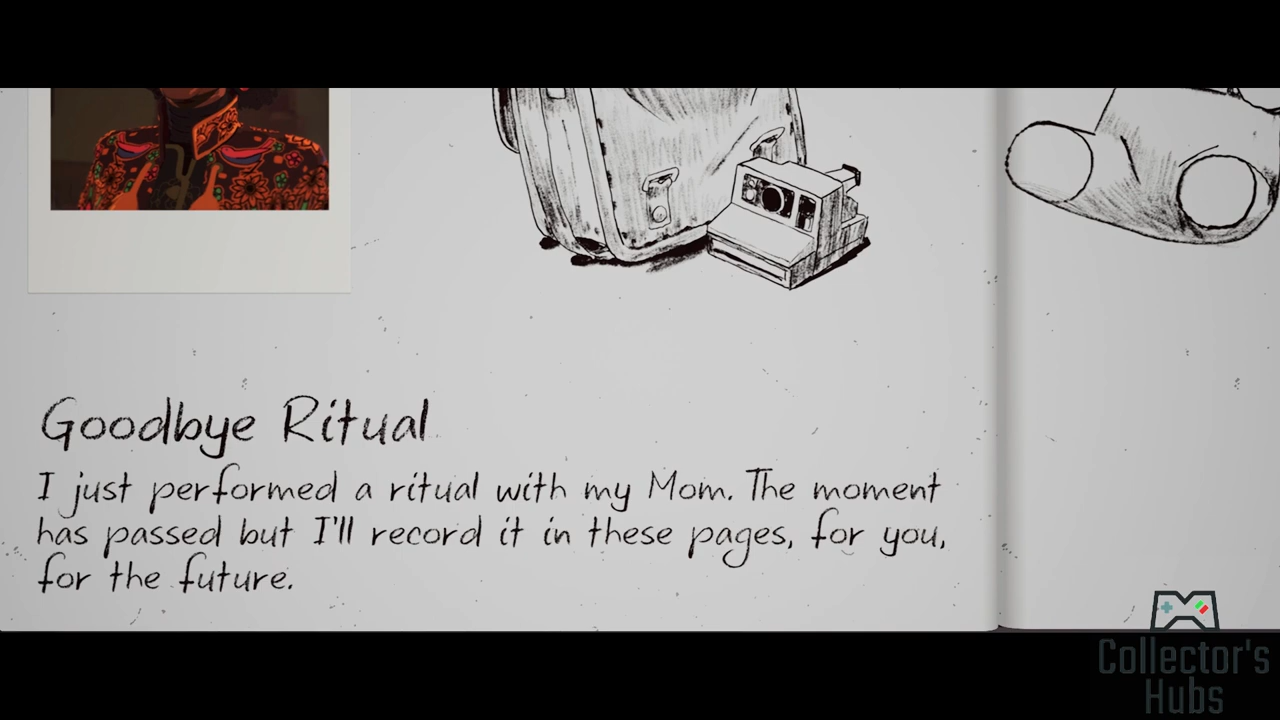 Goodbye Ritual
I just performed a ritual with my Mom. The moment
has passed but I'll record it in these pages, for you,
for the future.
Collector's
Hubs